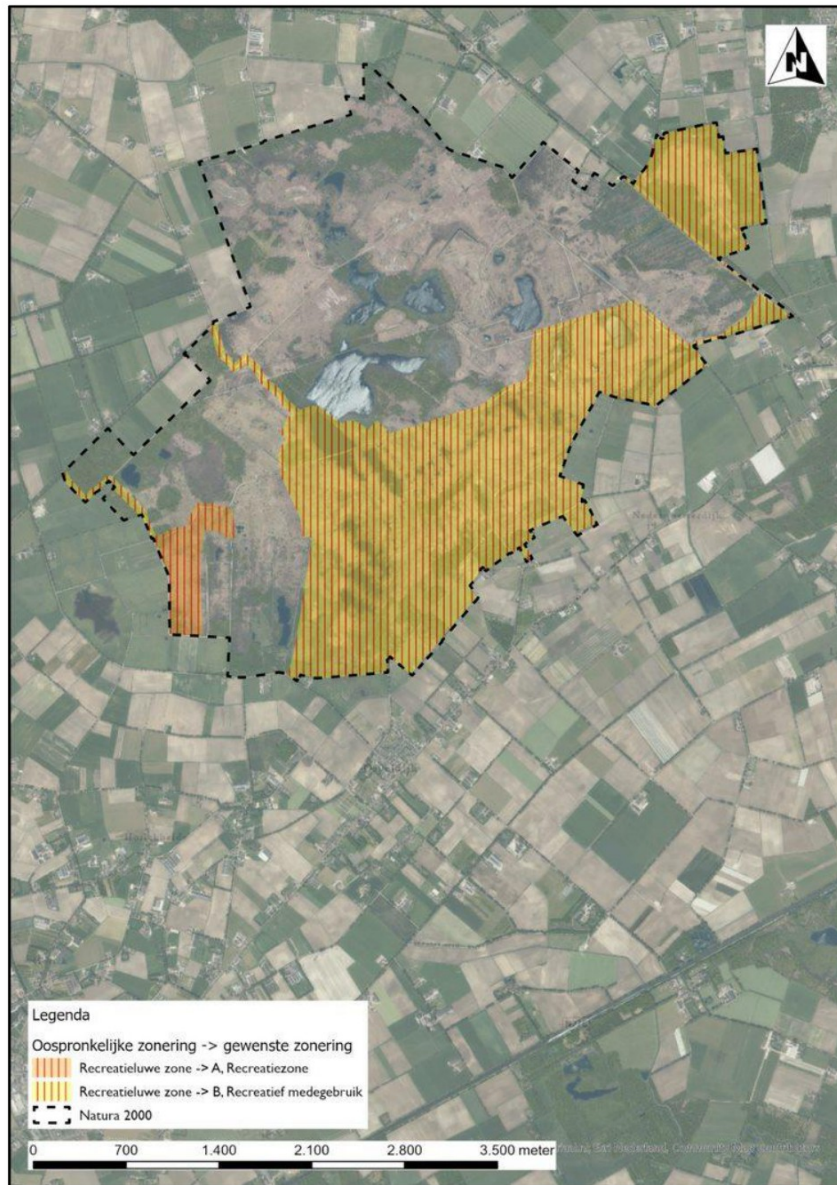 N
Legenda
Oospronkelijke zonering -> gewenste zonering
Recreatieluwe zone -> A, Recreatiezone
Recreatieluwe zone -> B, Recreatief medegebruik
Natura 2000
0 700 1.400 2.100 2.800 3.500 meter